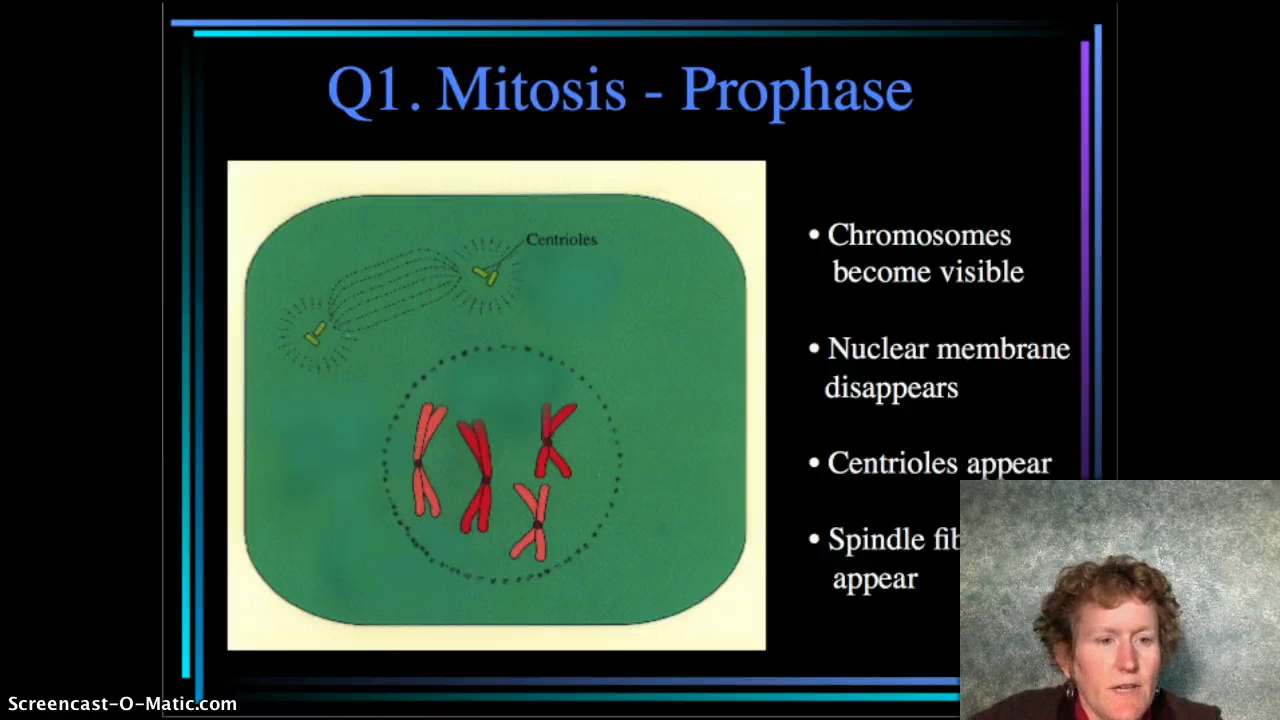 Q1. Mitosis - Prophase
Centrioles
• Chromosomes
become visible
• Nuclear membrane
disappears
• Centrioles appear
• Spindle
appear
Screencast-O-Matic.com